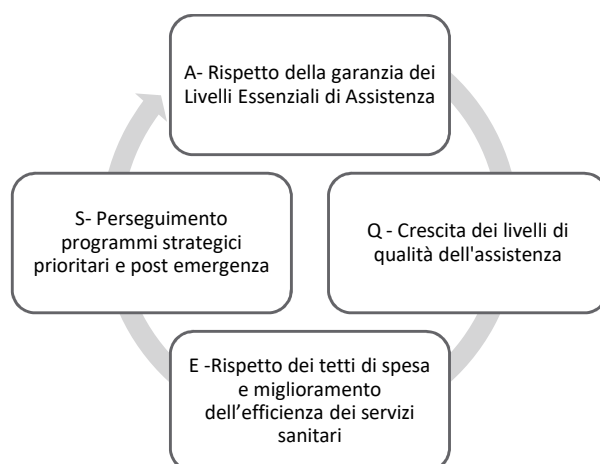 A- Rispetto della garanzia dei
Livelli Essenziali di Assistenza
S- Perseguimento
programmi strategici
prioritari e post emergenza
Q - Crescita dei livelli di
qualità dell'assistenza
E -Rispetto dei tetti di spesa
e miglioramento
dell’efficienza dei servizi
sanitari